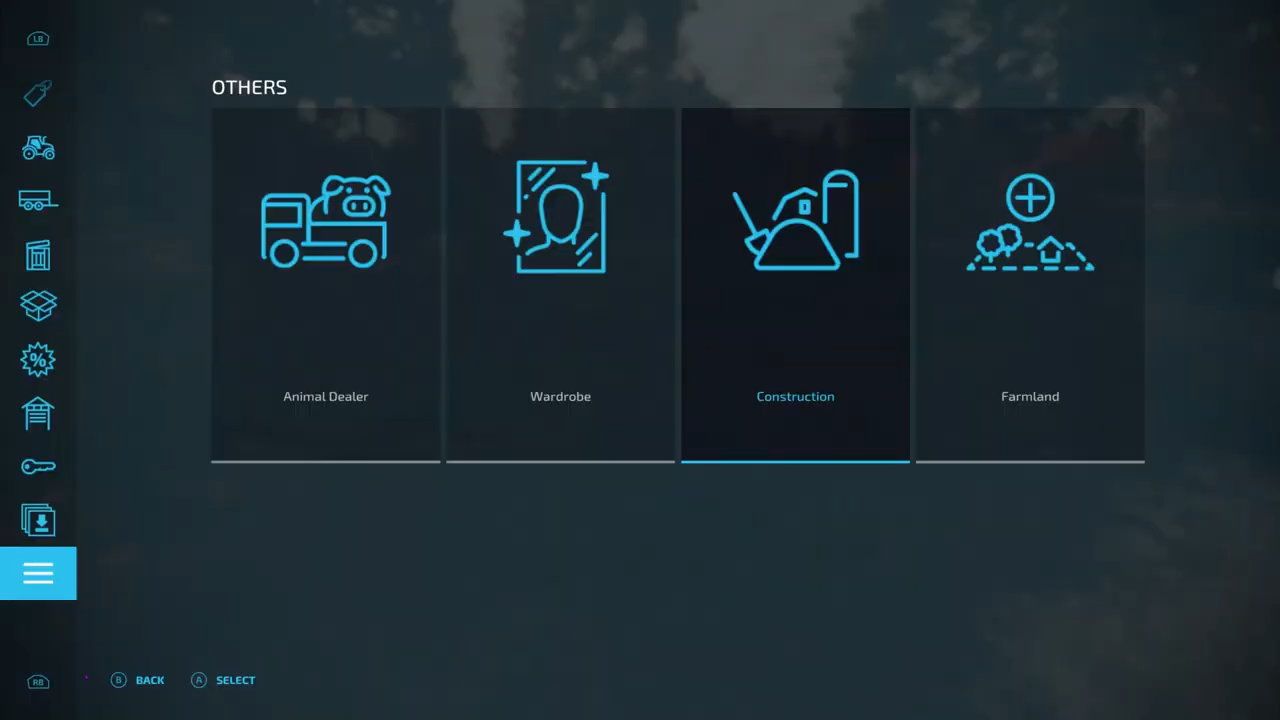 LB
OTHERS
Animal Dealer
Wardrobe
Construction
Farmland
RB
B BACK
A SELECT